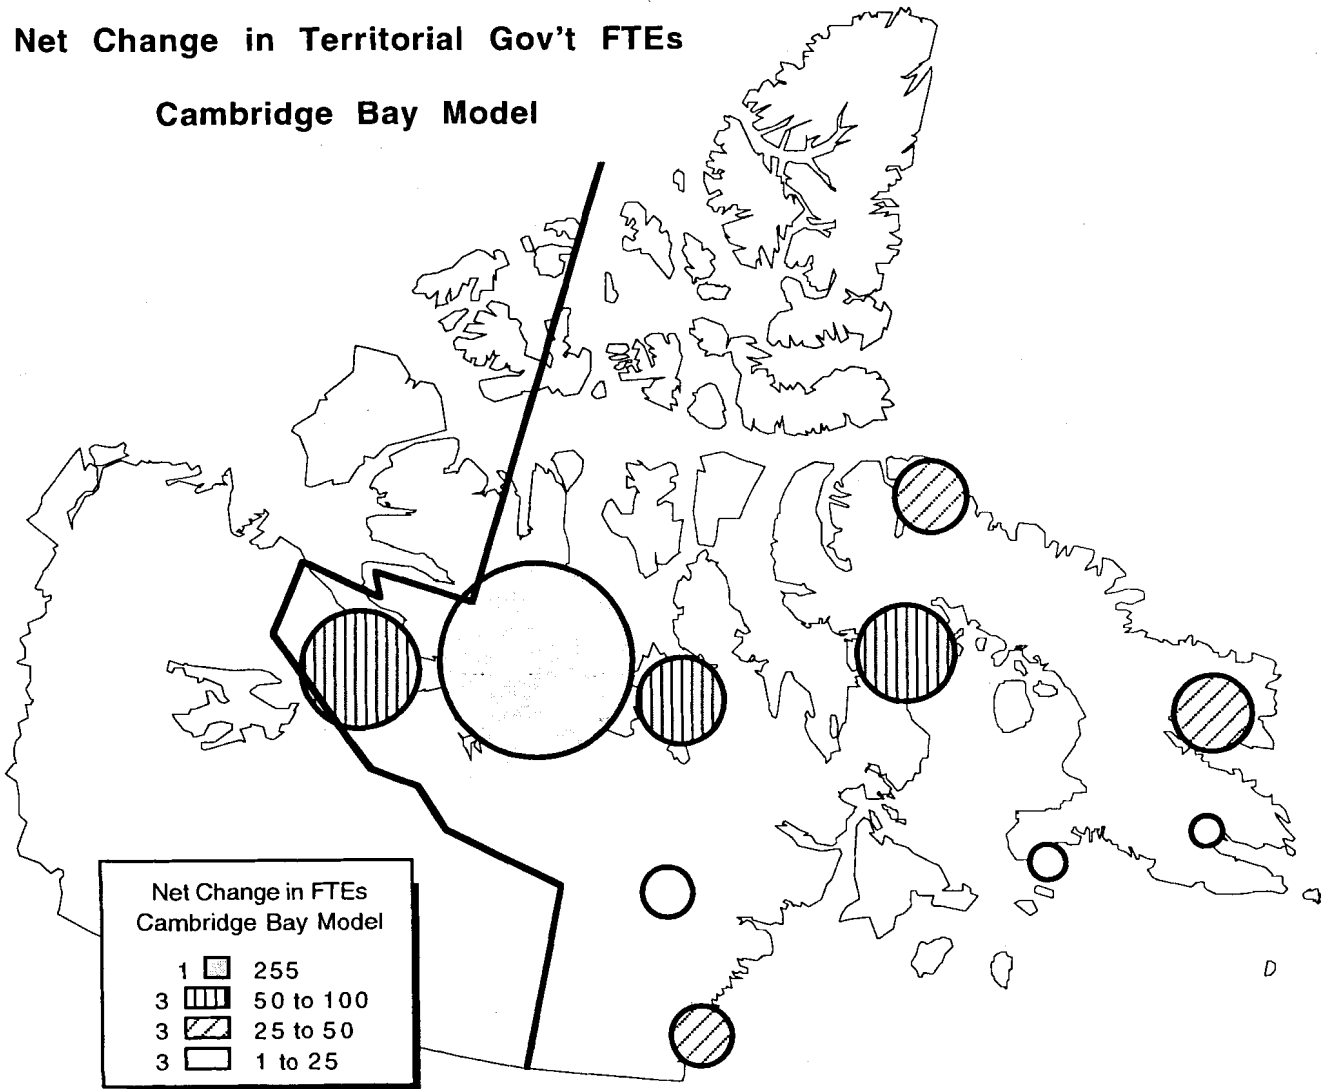 Net Change in Territorial Gov't FTEs
Cambridge Bay Model
Net Change in FTEs
Cambridge Bay Model
1 255
3 50 to 100
3 25 to 50
3 1 to 25